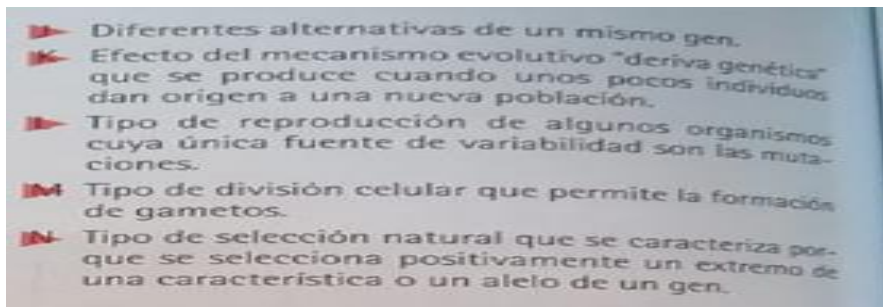 J Diferentes alternativas de un mismo gen.
K Efecto del mecanismo evolutivo "deriva genética"
que se produce cuando unos pocos individuos
dan origen a una nueva población.
L Tipo de reproducción de algunos organismos
cuya única fuente de variabilidad son las muta-
ciones.
M Tipo de división celular que permite la formación
de gametos.
N Tipo de selección natural que se caracteriza por-
que se selecciona positivamente un extremo de
una característica o un alelo de un gen.